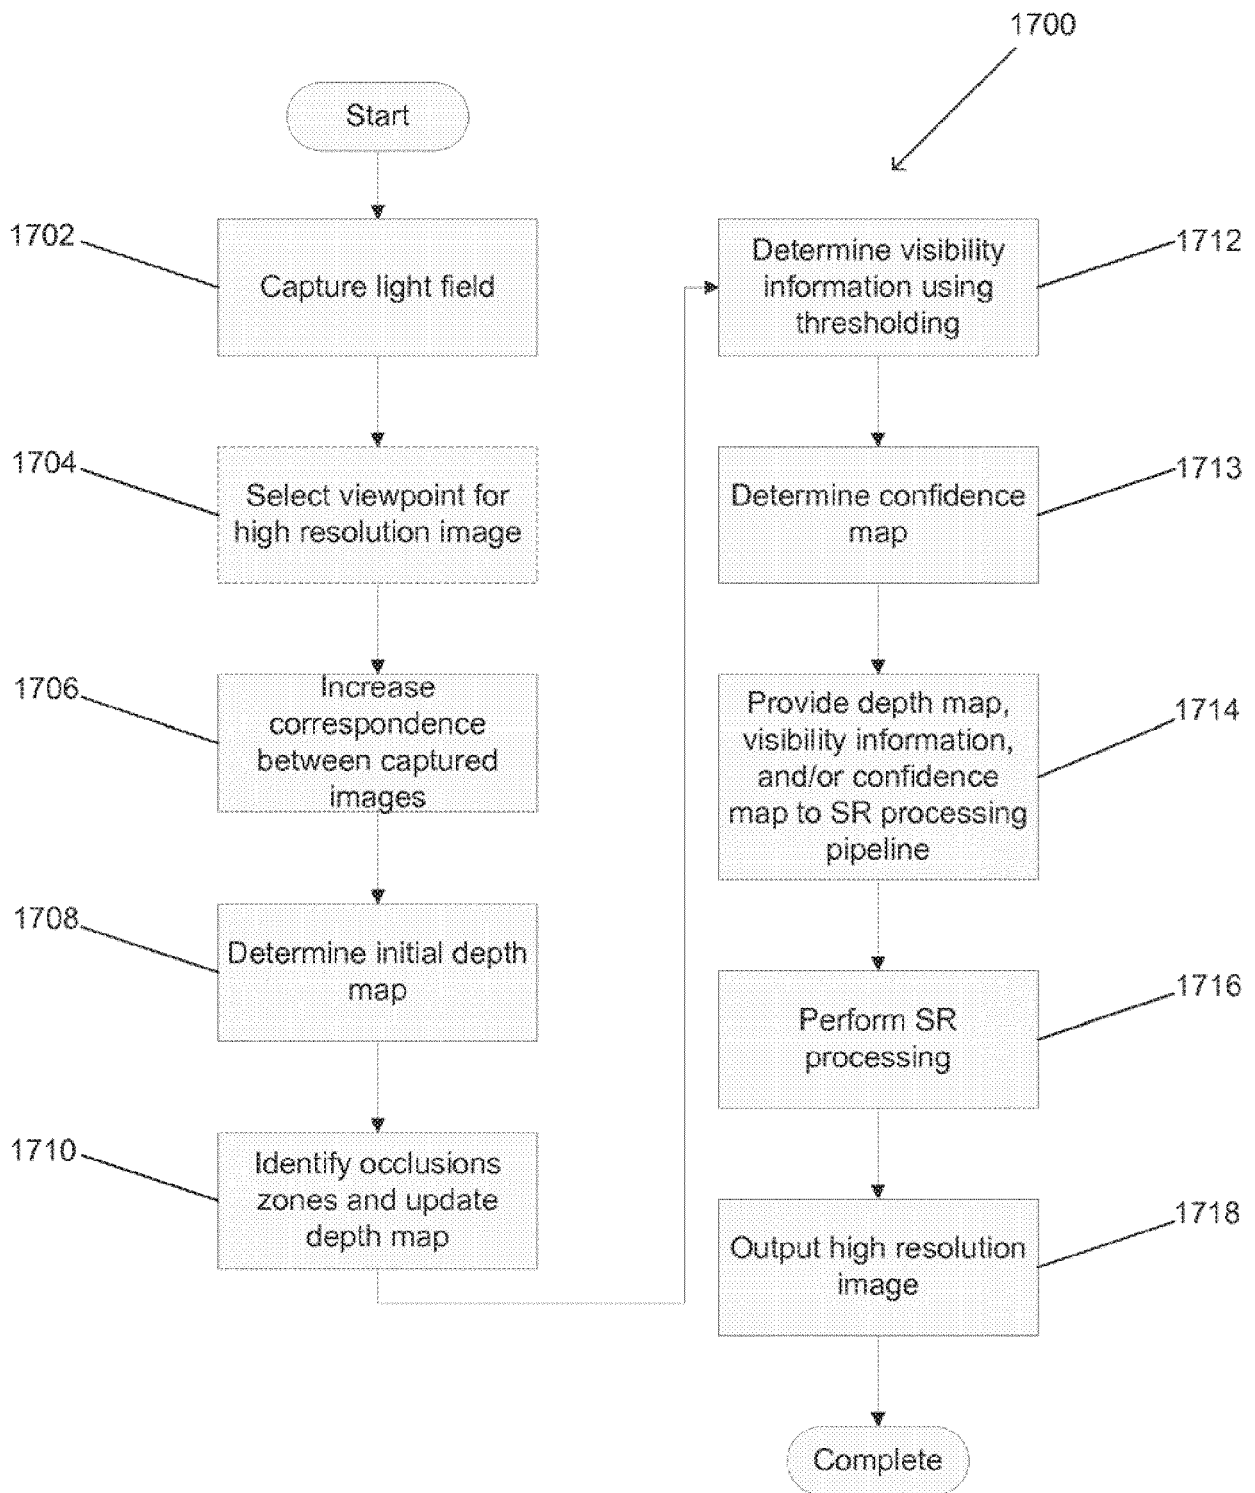 1700
Start
1702
Capture light field
1704
Select viewpoint for
high resolution image
1706
Increase
correspondence
between captured
images
1708
Determine initial depth
map
1710
Identify occlusions
zones and update
depth map
1712
Determine visibility
information using
thresholding
1713
Determine confidence
map
1714
Provide depth map,
visibility information,
and/or confidence
map to SR processing
pipeline
1716
Perform SR
processing
1718
Output high resolution
image
Complete